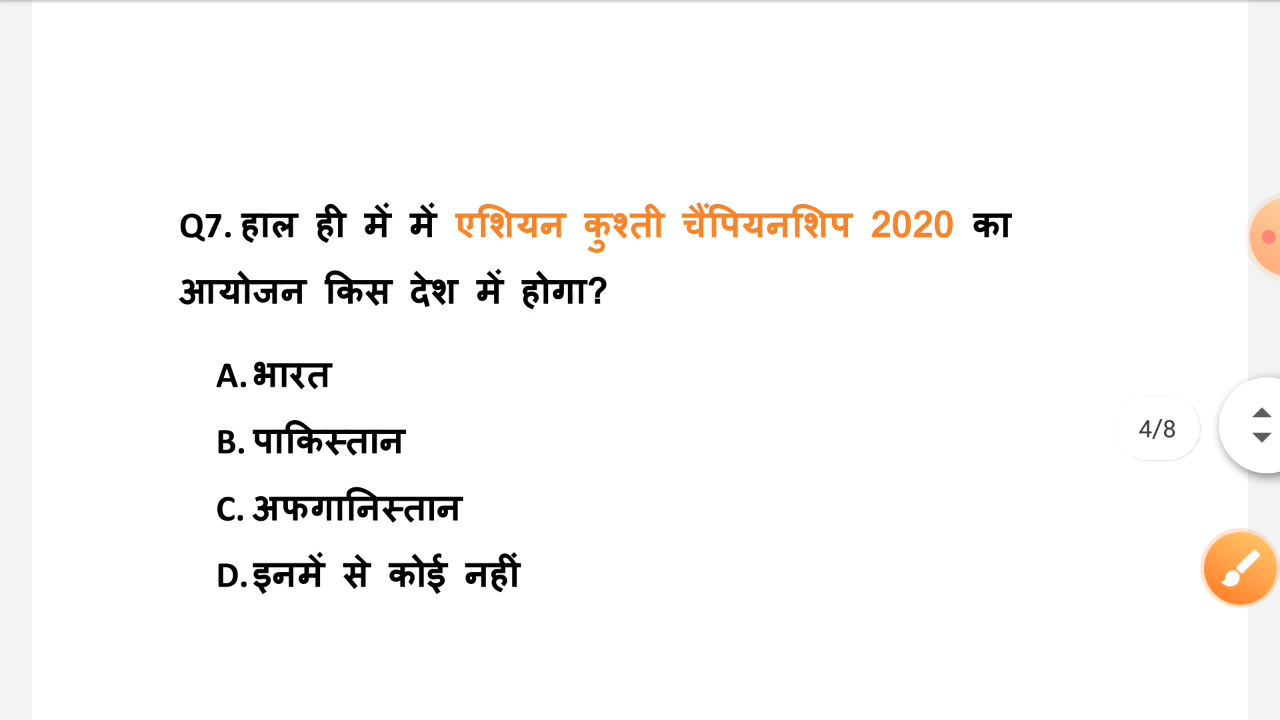 Q7. हाल ही में में एशियन कुश्ती चैंपियनशिप 2020 का
आयोजन किस देश में होगा?
A. भारत
B. पाकिस्तान
4/8
C. अफगानिस्तान
D. इनमें से कोई नहीं